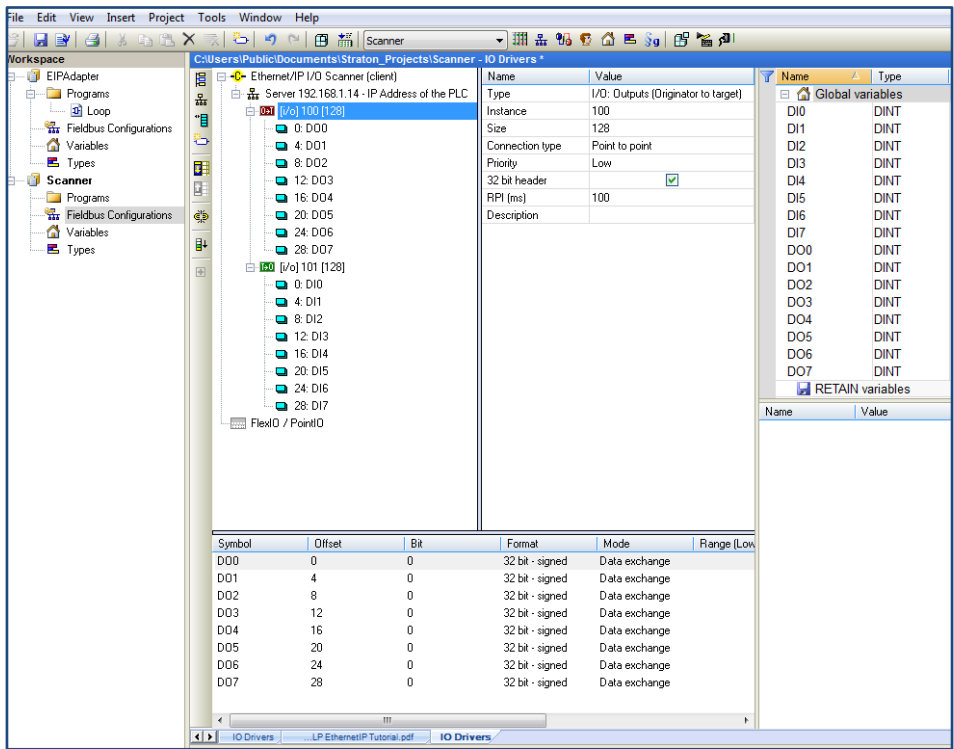 File Edit View Insert Project Tools Window Help
Scanner
Workspace
EIPAdapter
Programs
Loop
Fieldbus Configurations
Variables
Types
Scanner
Programs
Fieldbus Configurations
Variables
Types
C:\Users\Public\Documents\Straton_Projects\Scanner - IO Drivers *
Ethernet/IP I/O Scanner (client)
Server 192.168.1.14 - IP Address of the PLC
[i/o] 100 [128]
0: DO0
4: DO1
8: DO2
12: DO3
16: DO4
20: DO5
24: DO6
28: DO7
[i/o] 101 [128]
0: DI0
4: DI1
8: DI2
12: DI3
16: DI4
20: DI5
24: DI6
28: DI7
FlexIO / PointIO
Name Value
Type I/O: Outputs (Originator to target)
Instance 100
Size 128
Connection type Point to point
Priority Low
32 bit header
RPI (ms) 100
Description
Name Type
Global variables
DI0 DINT
DI1 DINT
DI2 DINT
DI3 DINT
DI4 DINT
DI5 DINT
DI6 DINT
DI7 DINT
DO0 DINT
DO1 DINT
DO2 DINT
DO3 DINT
DO4 DINT
DO5 DINT
DO6 DINT
DO7 DINT
RETAIN variables
Name Value
Symbol Offset Bit Format Mode Range (Low
DO0 0 0 32 bit - signed Data exchange
DO1 4 0 32 bit - signed Data exchange
DO2 8 0 32 bit - signed Data exchange
DO3 12 0 32 bit - signed Data exchange
DO4 16 0 32 bit - signed Data exchange
DO5 20 0 32 bit - signed Data exchange
DO6 24 0 32 bit - signed Data exchange
DO7 28 0 32 bit - signed Data exchange
IO Drivers ...LP EthernetIP Tutorial.pdf IO Drivers